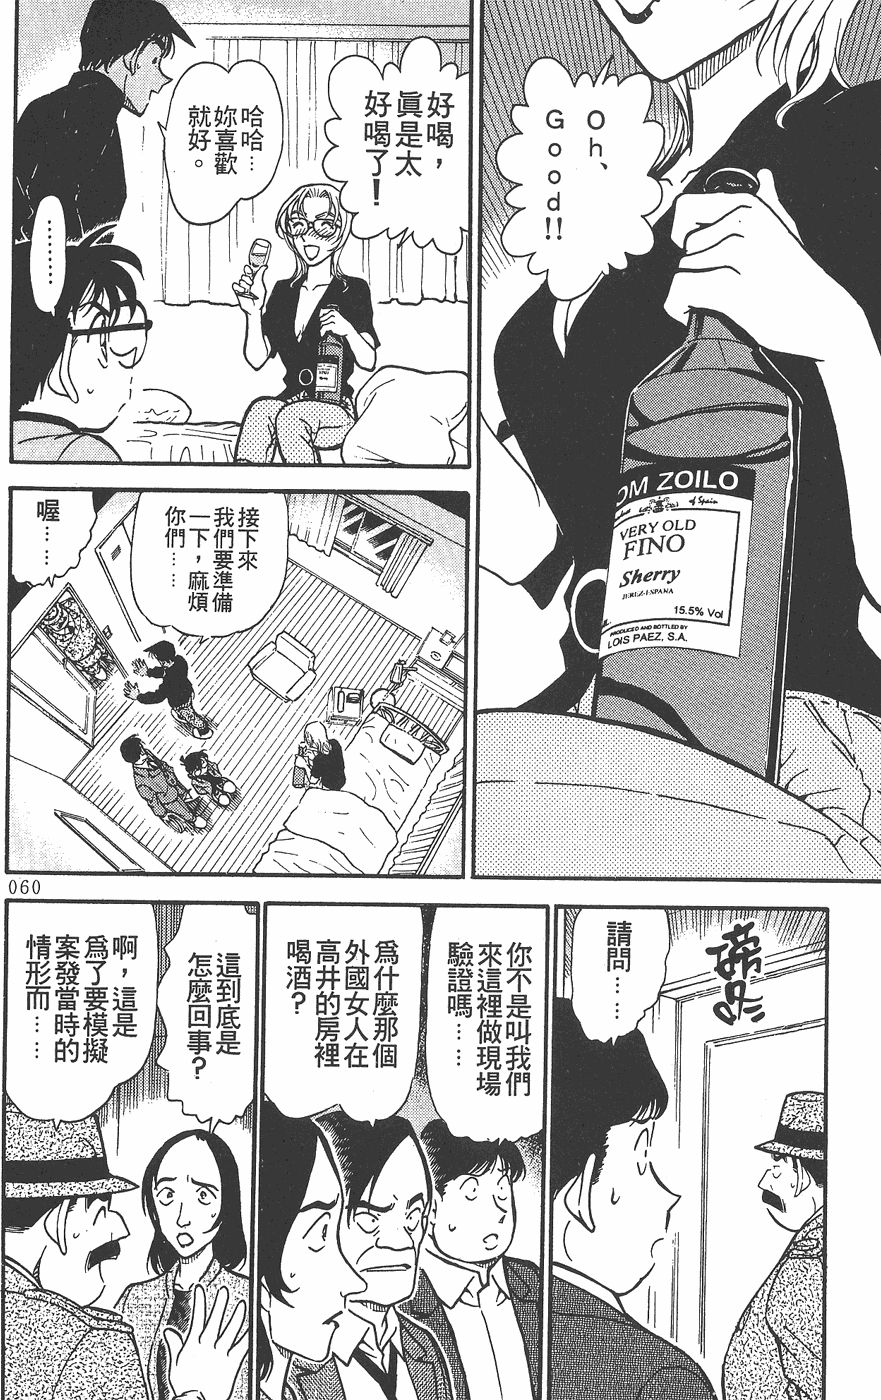 Oh、
Good!!
OM ZOILO
of Spain
VERY OLD
FINO
Sherry
JEREZ-ESPANA
15.5% Vol
PRODUCED AND BOTTLED BY
LOIS PAEZ, S.A.
好喝，
真是太
好喝了！
哈哈…
妳喜歡
就好。
………
接下來
我們要準備
一下，麻煩
你們……
喔……
060
請問……
你不是叫我們
來這裡做現場
驗證嗎……
為什麼那個
外國女人在
高井的房裡
喝酒？
這到底是
怎麼回事？
啊，這是
為了要模擬
案發當時的
情形而……